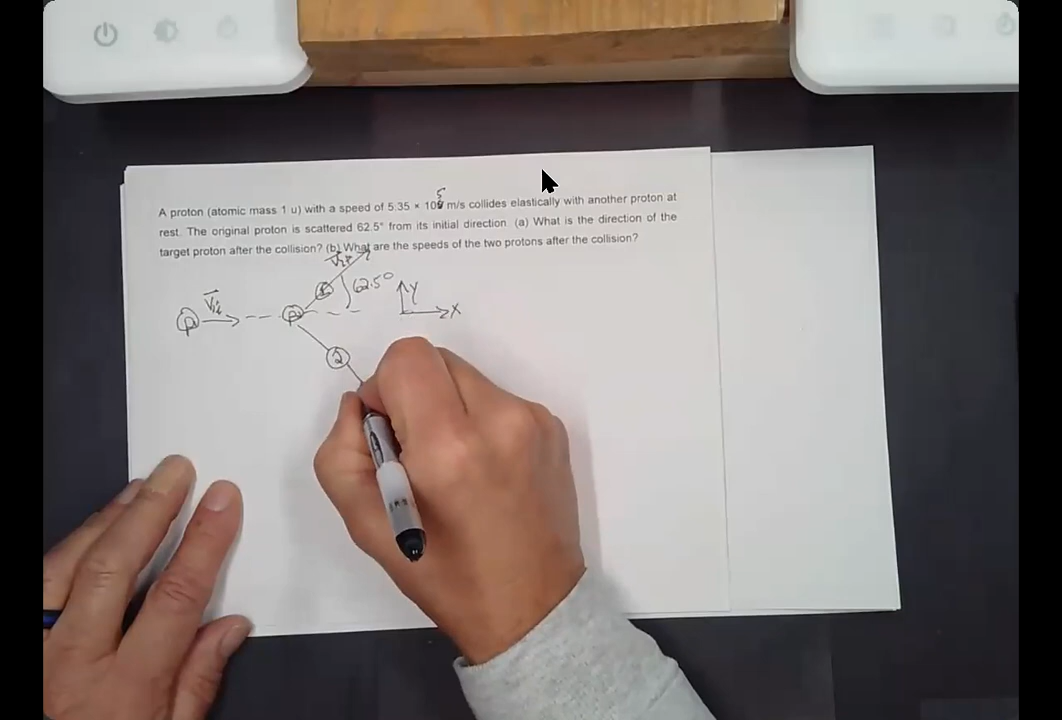 A proton (atomic mass 1 u) with a speed of 5.35 × 10⁵ m/s collides elastically with another proton at
rest. The original proton is scattered 62.5° from its initial direction. (a) What is the direction of the
target proton after the collision? (b) What are the speeds of the two protons after the collision?
62.5°
Y
V1i
P
P
X
2